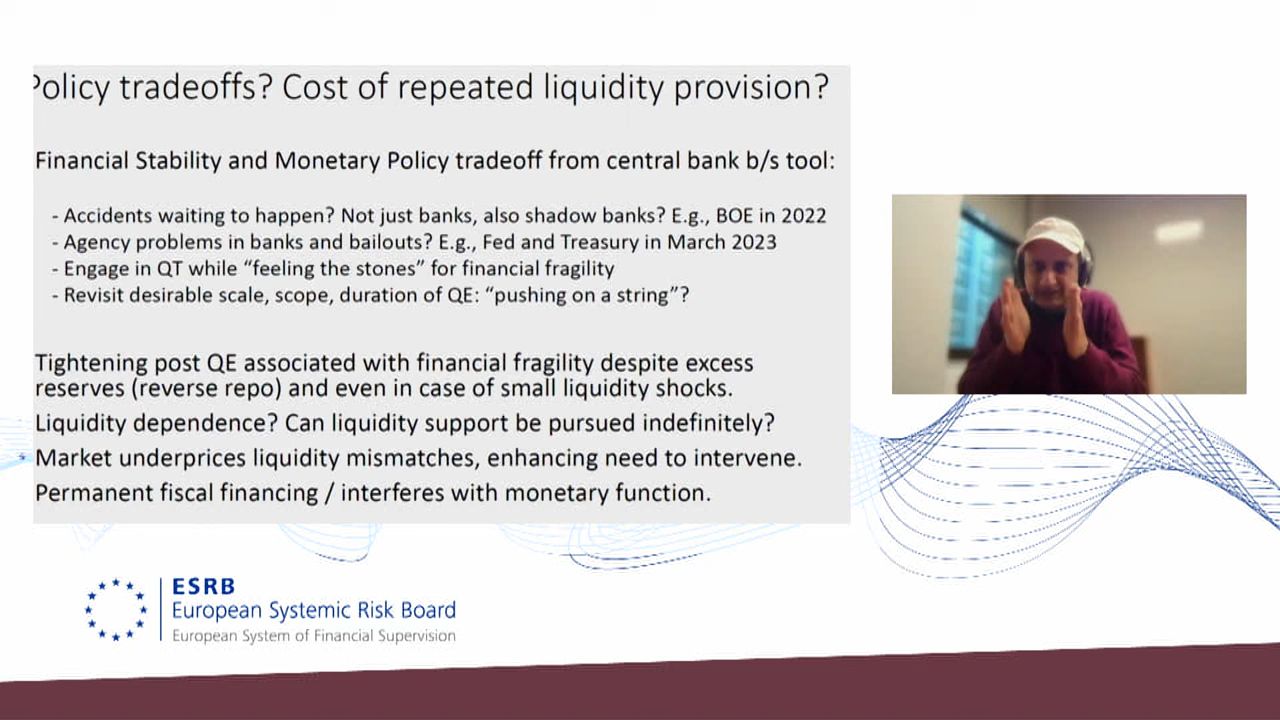 Policy tradeoffs? Cost of repeated liquidity provision?
Financial Stability and Monetary Policy tradeoff from central bank b/s tool:
- Accidents waiting to happen? Not just banks, also shadow banks? E.g., BOE in 2022
- Agency problems in banks and bailouts? E.g., Fed and Treasury in March 2023
- Engage in QT while “feeling the stones” for financial fragility
- Revisit desirable scale, scope, duration of QE: “pushing on a string”?
Tightening post QE associated with financial fragility despite excess
reserves (reverse repo) and even in case of small liquidity shocks.
Liquidity dependence? Can liquidity support be pursued indefinitely?
Market underprices liquidity mismatches, enhancing need to intervene.
Permanent fiscal financing / interferes with monetary function.
ESRB
European Systemic Risk Board
European System of Financial Supervision